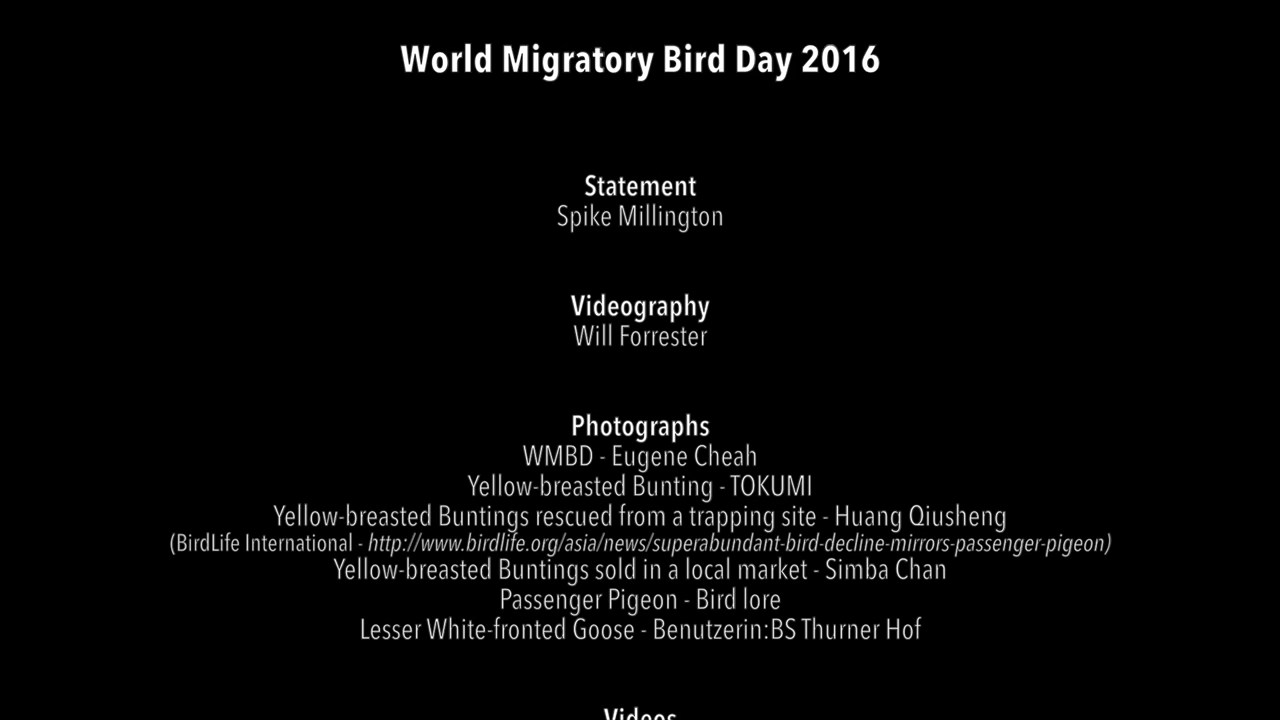 World Migratory Bird Day 2016
Statement
Spike Millington
Videography
Will Forrester
Photographs
WMBD - Eugene Cheah
Yellow-breasted Bunting - TOKUMI
Yellow-breasted Buntings rescued from a trapping site - Huang Qiusheng
(BirdLife International - http://www.birdlife.org/asia/news/superabundant-bird-decline-mirrors-passenger-pigeon)
Yellow-breasted Buntings sold in a local market - Simba Chan
Passenger Pigeon - Bird lore
Lesser White-fronted Goose - Benutzerin:BS Thurner Hof
Videos